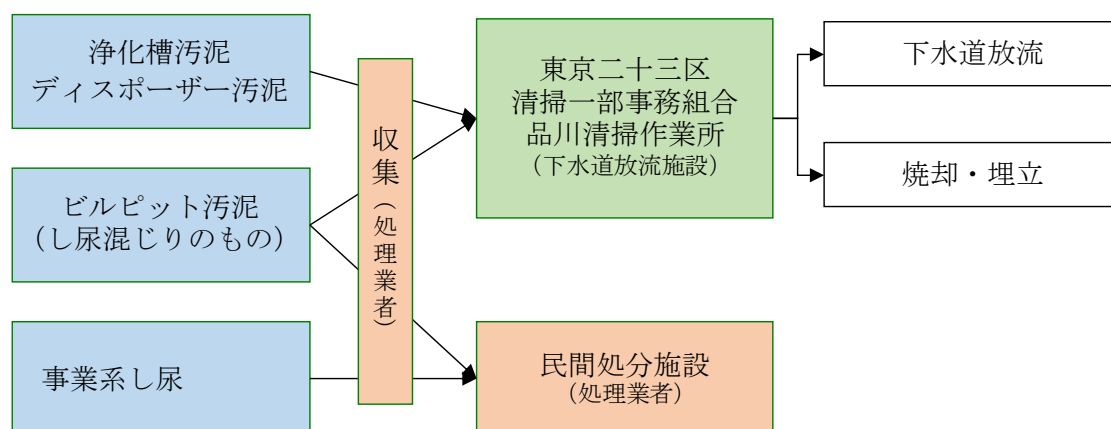 浄化槽汚泥
ディスポーザー汚泥
ビルピット汚泥
（し尿混じりのもの）
事業系し尿
収集（処理業者）
東京二十三区
清掃一部事務組合
品川清掃作業所
（下水道放流施設）
民間処分施設
（処理業者）
下水道放流
焼却・埋立